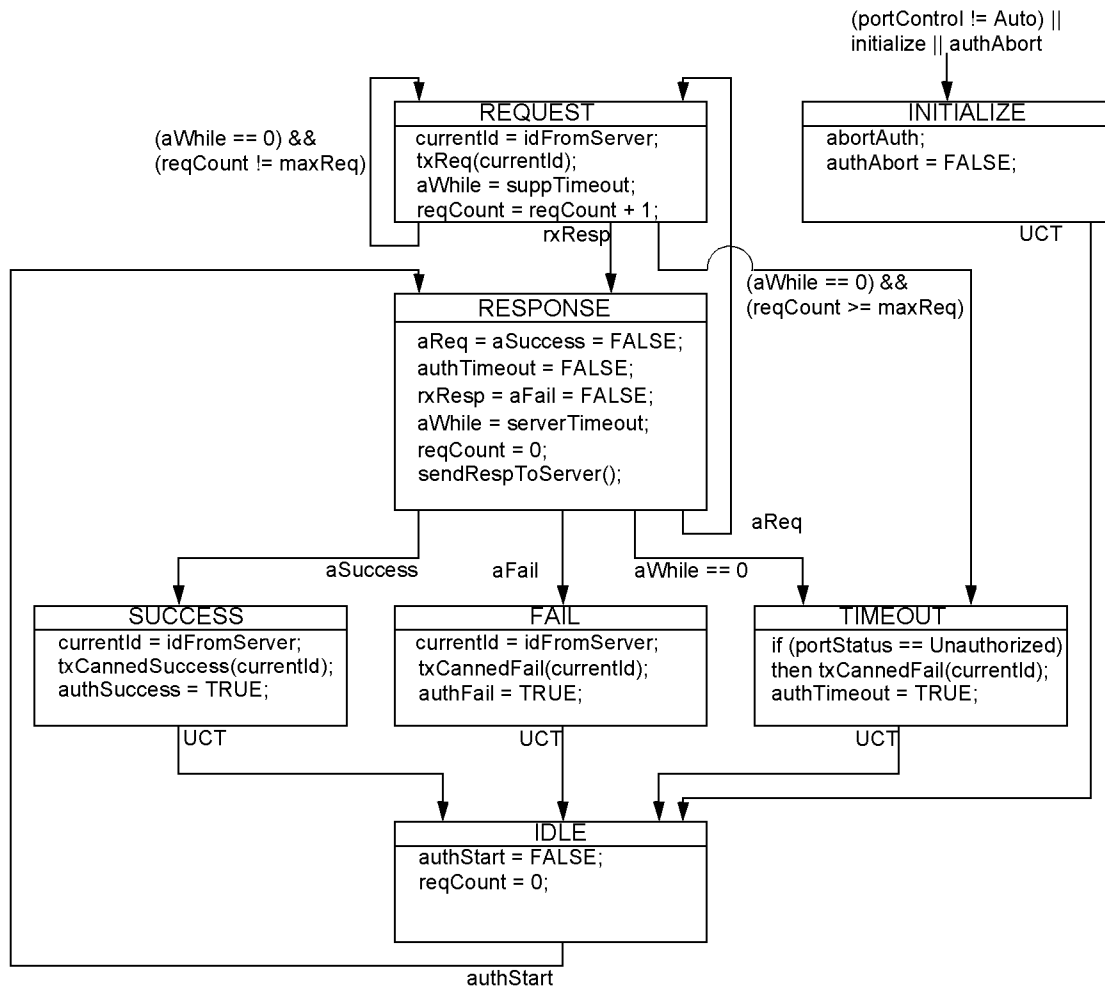 (portControl != Auto) ||
initialize || authAbort
REQUEST
currentId = idFromServer;
txReq(currentId);
aWhile = suppTimeout;
reqCount = reqCount + 1;
(aWhile == 0) &&
(reqCount != maxReq)
INITIALIZE
abortAuth;
authAbort = FALSE;
rxResp
UCT
(aWhile == 0) &&
(reqCount >= maxReq)
RESPONSE
aReq = aSuccess = FALSE;
authTimeout = FALSE;
rxResp = aFail = FALSE;
aWhile = serverTimeout;
reqCount = 0;
sendRespToServer();
aReq
aSuccess
aFail
aWhile == 0
SUCCESS
currentId = idFromServer;
txCannedSuccess(currentId);
authSuccess = TRUE;
FAIL
currentId = idFromServer;
txCannedFail(currentId);
authFail = TRUE;
TIMEOUT
if (portStatus == Unauthorized)
then txCannedFail(currentId);
authTimeout = TRUE;
UCT
UCT
UCT
IDLE
authStart = FALSE;
reqCount = 0;
authStart